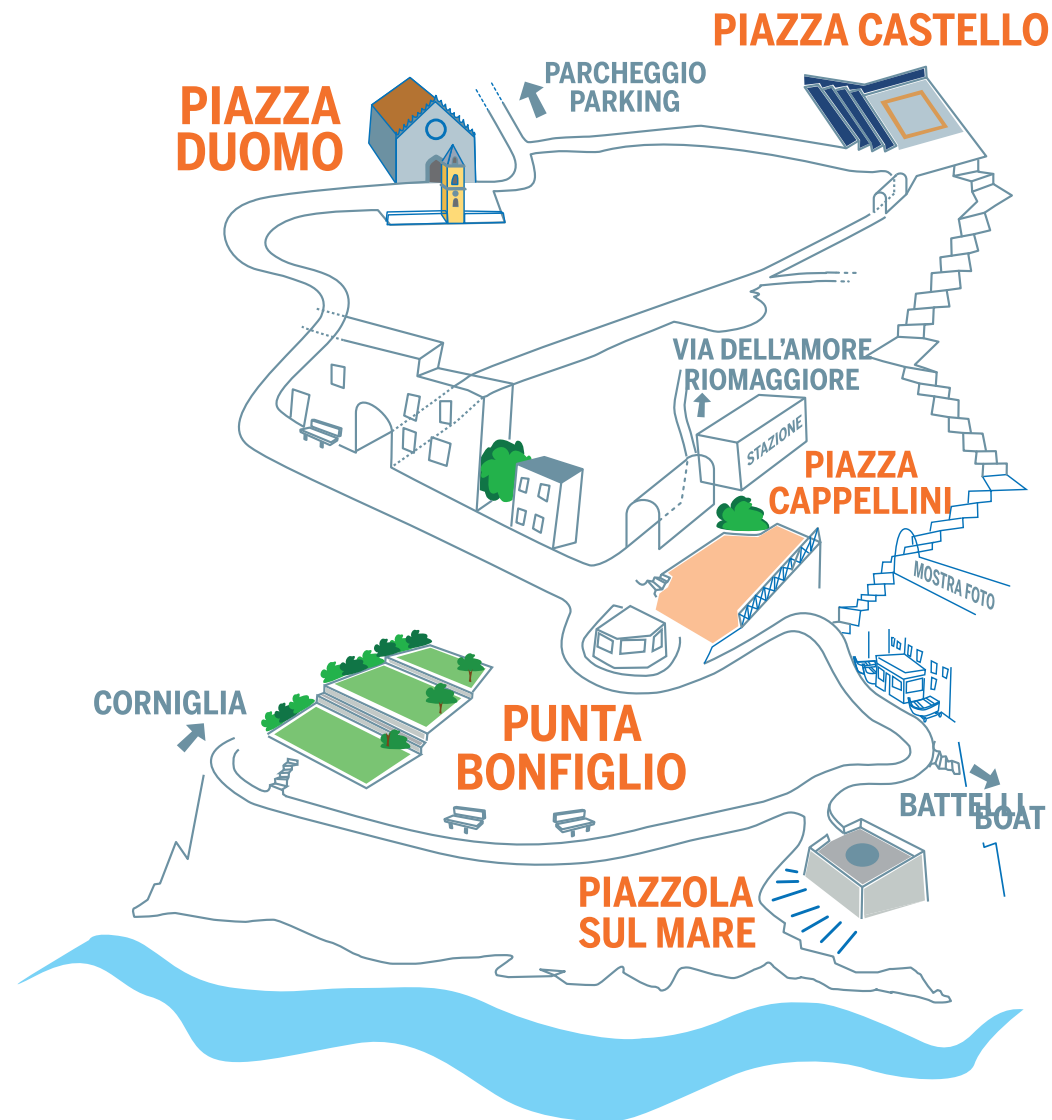 PIAZZA CASTELLO
PARCHEGGIO
PARKING
PIAZZA
DUOMO
VIA DELL'AMORE
RIOMAGGIORE
STAZIONE
PIAZZA
CAPPELLINI
MOSTRA FOTO
CORNIGLIA
PUNTA
BONFIGLIO
BATTELLI
BOAT
PIAZZOLA
SUL MARE